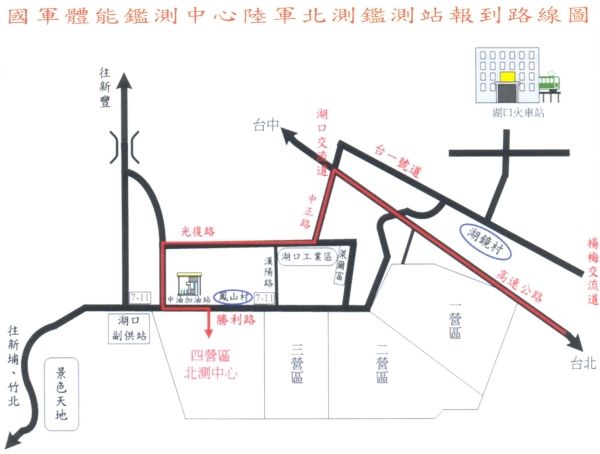 國軍體能鑑測中心陸軍北測鑑測站報到路線圖
往新豐
台中
湖口交流道
台一號道
湖口火車站
中正路
光復路
漢陽路
湖口工業區
萊爾富
湖鏡村
楊梅交流道
高速公路
台北
7-11
中油加油站
鳳山村
7-11
勝利路
湖口
副供站
四營區
北測中心
三營區
二營區
一營區
往新埔、竹北
景色天地